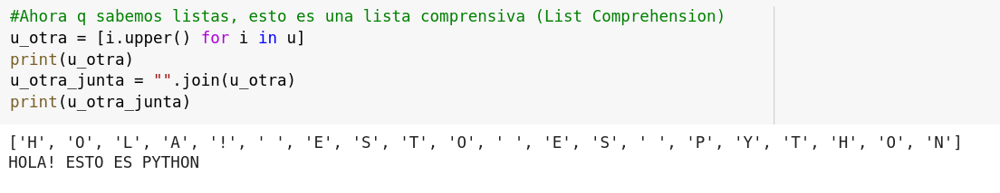 #Ahora q sabemos listas, esto es una lista comprensiva (List Comprehension)
u_otra = [i.upper() for i in u]
print(u_otra)
u_otra_junta = "".join(u_otra)
print(u_otra_junta)
['H', 'O', 'L', 'A', '!', ' ', 'E', 'S', 'T', 'O', ' ', 'E', 'S', ' ', 'P', 'Y', 'T', 'H', 'O', 'N']
HOLA! ESTO ES PYTHON